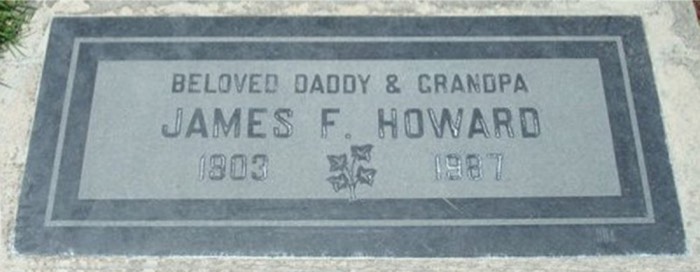 BELOVED DADDY & GRANDPA
JAMES F. HOWARD
1903 1987